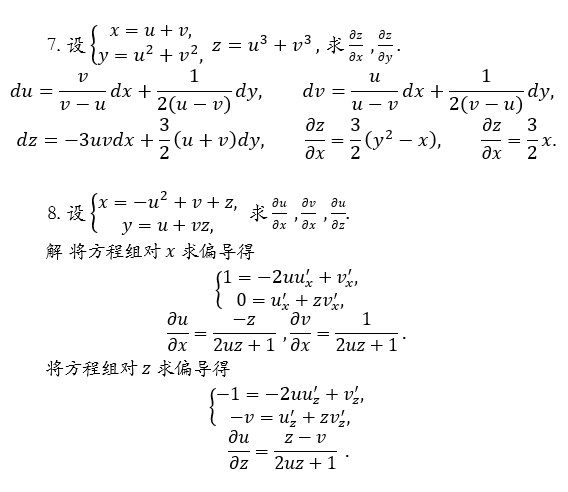 7. 设 { x = u + v, y = u² + v², z = u³ + v³ , 求 ∂z/∂x , ∂z/∂y .
du = v/(v − u) dx + 1/(2(u − v)) dy, dv = u/(u − v) dx + 1/(2(v − u)) dy,
dz = −3uvdx + 3/2 (u + v)dy, ∂z/∂x = 3/2 (y² − x), ∂z/∂x = 3/2 x.
8. 设 { x = −u² + v + z, y = u + vz, 求 ∂u/∂x , ∂v/∂x , ∂u/∂z.
解 将方程组对 x 求偏导得
{ 1 = −2uu′ₓ + v′ₓ,
0 = u′ₓ + zv′ₓ,
∂u/∂x = −z/(2uz + 1) , ∂v/∂x = 1/(2uz + 1) .
将方程组对 z 求偏导得
{ −1 = −2uu′_z + v′_z,
−v = u′_z + zv′_z,
∂u/∂z = (z − v)/(2uz + 1) .